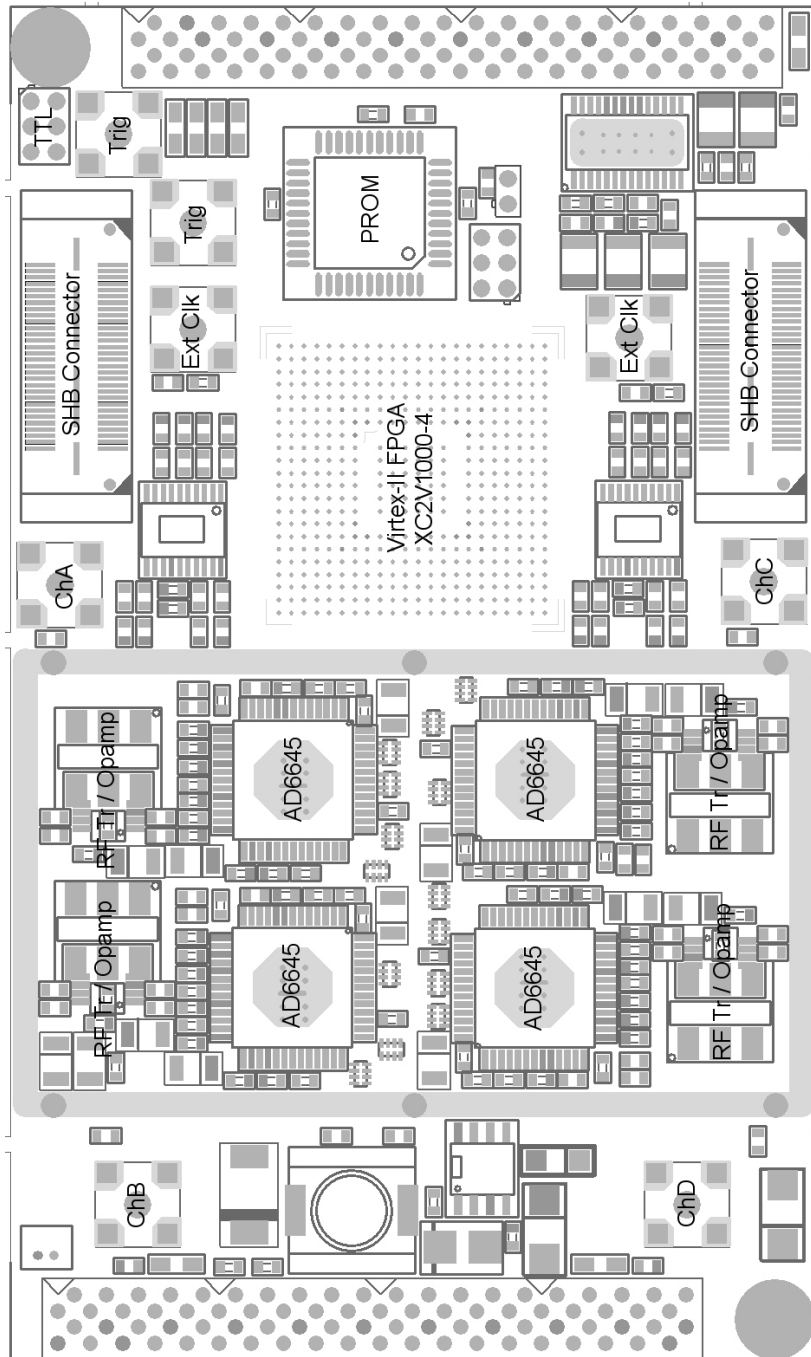 TTL
Trig
Trig
PROM
SHB Connector
Ext Clk
Ext Clk
SHB Connector
Virtex-II FPGA
XC2V1000-4
ChA
ChC
RF Tr / Opamp
AD6645
AD6645
RF Tr / Opamp
RF Tr / Opamp
AD6645
AD6645
RF Tr / Opamp
ChB
ChD